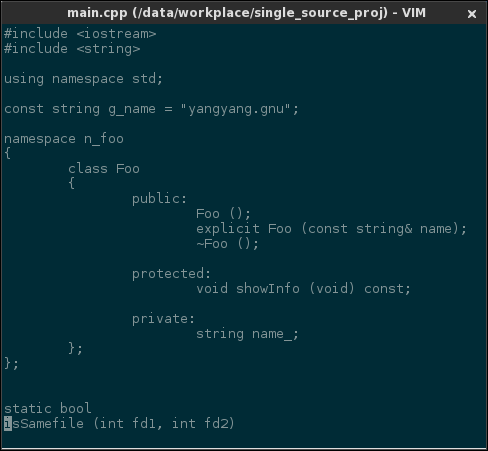 main.cpp (/data/workplace/single_source_proj) - VIM
#include <iostream>
#include <string>
using namespace std;
const string g_name = "yangyang.gnu";
namespace n_foo
{
class Foo
{
public:
Foo ();
explicit Foo (const string& name);
~Foo ();
protected:
void showInfo (void) const;
private:
string name_;
};
};
static bool
isSamefile (int fd1, int fd2)